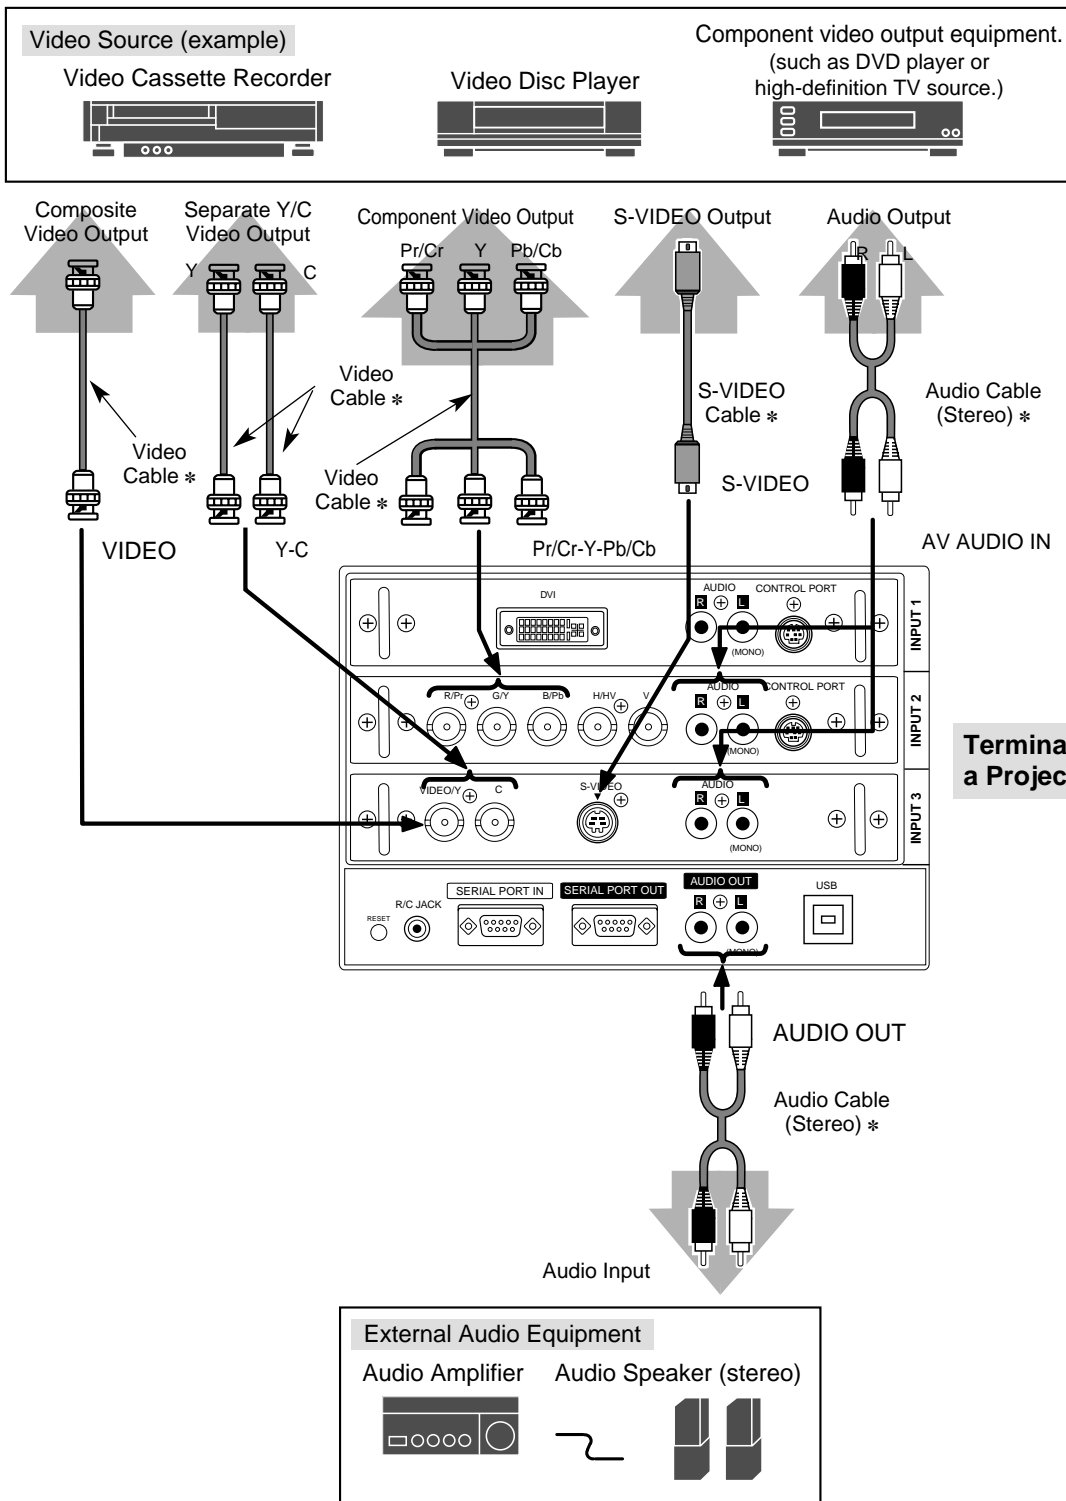 Video Source (example)
Component video output equipment.
(such as DVD player or
high-definition TV source.)
Video Cassette Recorder
Video Disc Player
Composite
Video Output
Separate Y/C
Video Output
Component Video Output
S-VIDEO Output
Audio Output
Y
C
Pr/Cr
Y
Pb/Cb
R
L
Video
Cable *
Video
Cable *
Video
Cable *
S-VIDEO
Cable *
Audio Cable
(Stereo) *
S-VIDEO
VIDEO
Y-C
Pr/Cr-Y-Pb/Cb
AV AUDIO IN
DVI
AUDIO
R
L
(MONO)
CONTROL PORT
INPUT 1
R/Pr
G/Y
B/Pb
H/HV
V
AUDIO
R
L
(MONO)
CONTROL PORT
INPUT 2
VIDEO/Y
C
S-VIDEO
AUDIO
R
L
(MONO)
INPUT 3
Termina
a Projec
RESET
R/C JACK
SERIAL PORT IN
SERIAL PORT OUT
AUDIO OUT
R
L
(MONO)
USB
AUDIO OUT
Audio Cable
(Stereo) *
Audio Input
External Audio Equipment
Audio Amplifier
Audio Speaker (stereo)